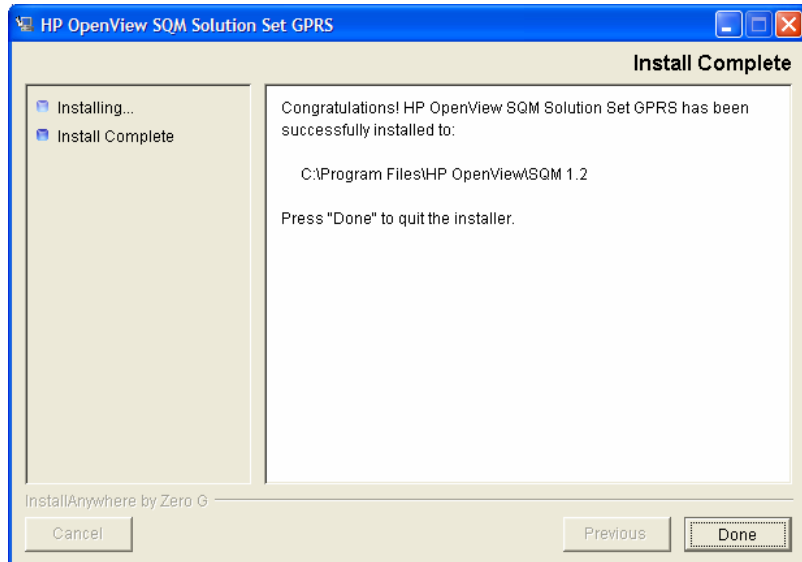 HP OpenView SQM Solution Set GPRS
Install Complete
Installing...
Install Complete
Congratulations! HP OpenView SQM Solution Set GPRS has been
successfully installed to:
C:\Program Files\HP OpenView\SQM 1.2
Press "Done" to quit the installer.
InstallAnywhere by Zero G
Cancel
Previous
Done